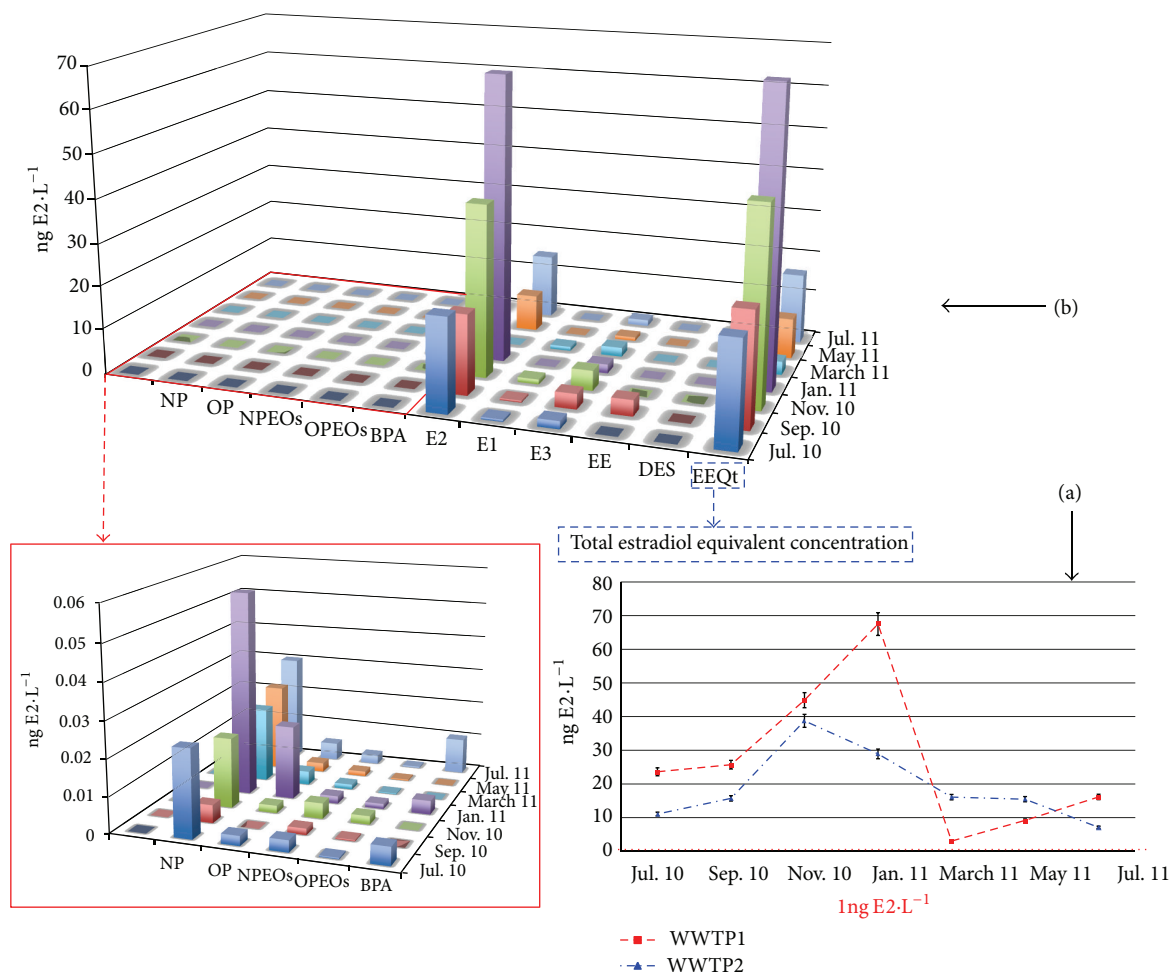 70
60
50
40
30
20
10
0
ng E2·L⁻¹
NP
OP
NPEOs
OPEOs
BPA
E2
E1
E3
EE
DES
EEQt
Jul. 11
May 11
March 11
Jan. 11
Nov. 10
Sep. 10
Jul. 10
(b)
(a)
Total estradiol equivalent concentration
0.06
0.05
0.04
0.03
0.02
0.01
0
ng E2·L⁻¹
NP
OP
NPEOs
OPEOs
BPA
Jul. 11
May 11
March 11
Jan. 11
Nov. 10
Sep. 10
Jul. 10
80
70
60
50
40
30
20
10
0
ng E2·L⁻¹
Jul. 10 Sep. 10 Nov. 10 Jan. 11 March 11 May 11 Jul. 11
1ng E2·L⁻¹
WWTP1
WWTP2